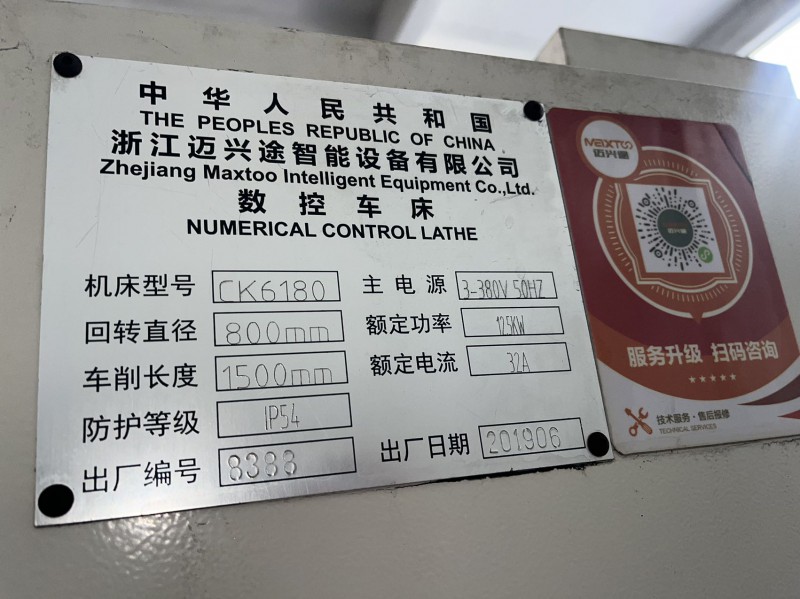 中华人民共和国
THE PEOPLES REPUBLIC OF CHINA
浙江迈兴途智能设备有限公司
Zhejiang Maxtoo Intelligent Equipment Co.,Ltd.
数控车床
NUMERICAL CONTROL LATHE
机床型号 CK6180 主电源 3-380V 50HZ
回转直径 800mm 额定功率 12.5KW
车削长度 1500mm 额定电流 32A
防护等级 IP54
出厂编号 8388 出厂日期 201906
MAXTOO
迈兴途
服务升级 扫码咨询
技术服务·售后报修
TECHNICAL SERVICES